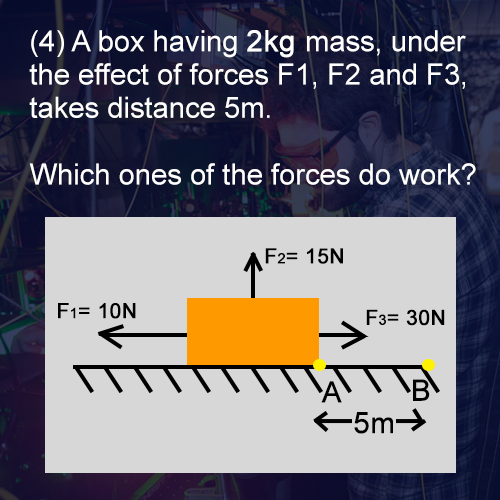 (4) A box having 2kg mass, under
the effect of forces F1, F2 and F3,
takes distance 5m.
Which ones of the forces do work?
F2= 15N
F1= 10N
F3= 30N
A
B
5m